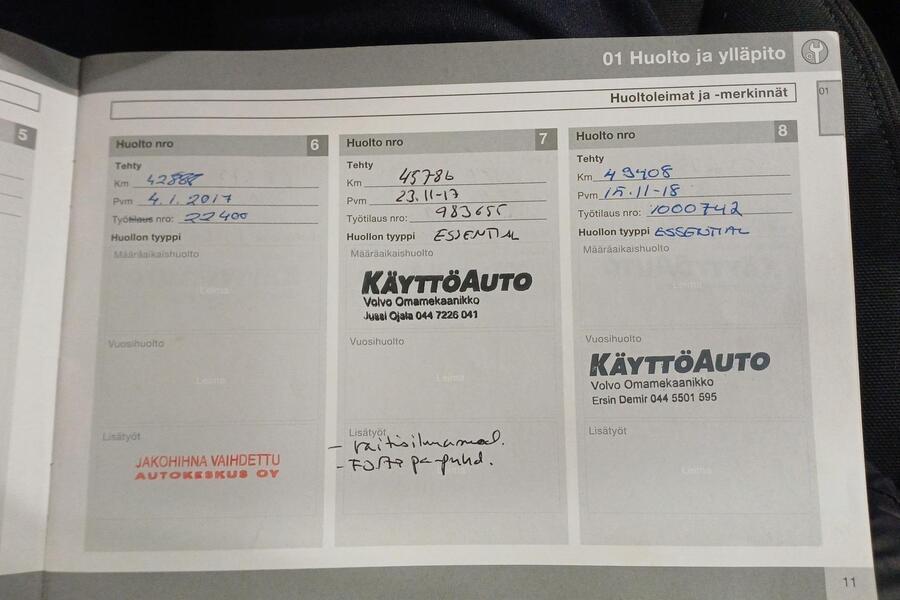 01 Huolto ja ylläpito
01
Huoltoleimat ja -merkinnät
5
Huolto nro 6
Tehty
Km 42888
Pvm 4.1.2017
Työtilaus nro: 22400
Huollon tyyppi
Määräaikaishuolto
Leima
Vuosihuolto
Leima
Lisätyöt
JAKOHIHNA VAIHDETTU
AUTOKESKUS OY
Huolto nro 7
Tehty
Km 45786
Pvm 23.11-17
Työtilaus nro: 983655
Huollon tyyppi ESSENTIAL
Määräaikaishuolto
KÄYTTÖAUTO
Volvo Omamekaanikko
Jussi Ojala 044 7226 041
Vuosihuolto
Leima
Lisätyöt
- raitisilmasuod.
Huolto nro 8
Tehty
Km 49408
Pvm 15.11-18
Työtilaus nro: 1000742
Huollon tyyppi ESSENTIAL
Määräaikaishuolto
Leima
Vuosihuolto
KÄYTTÖAUTO
Volvo Omamekaanikko
Ersin Demir 044 5501 595
Lisätyöt
Leima
11